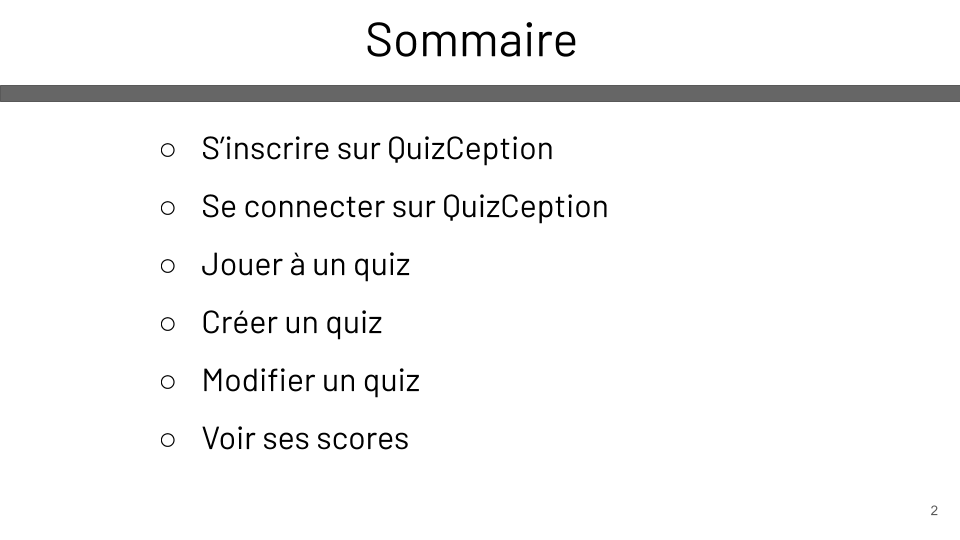 Sommaire
○ S’inscrire sur QuizCeption
○ Se connecter sur QuizCeption
○ Jouer à un quiz
○ Créer un quiz
○ Modifier un quiz
○ Voir ses scores
2